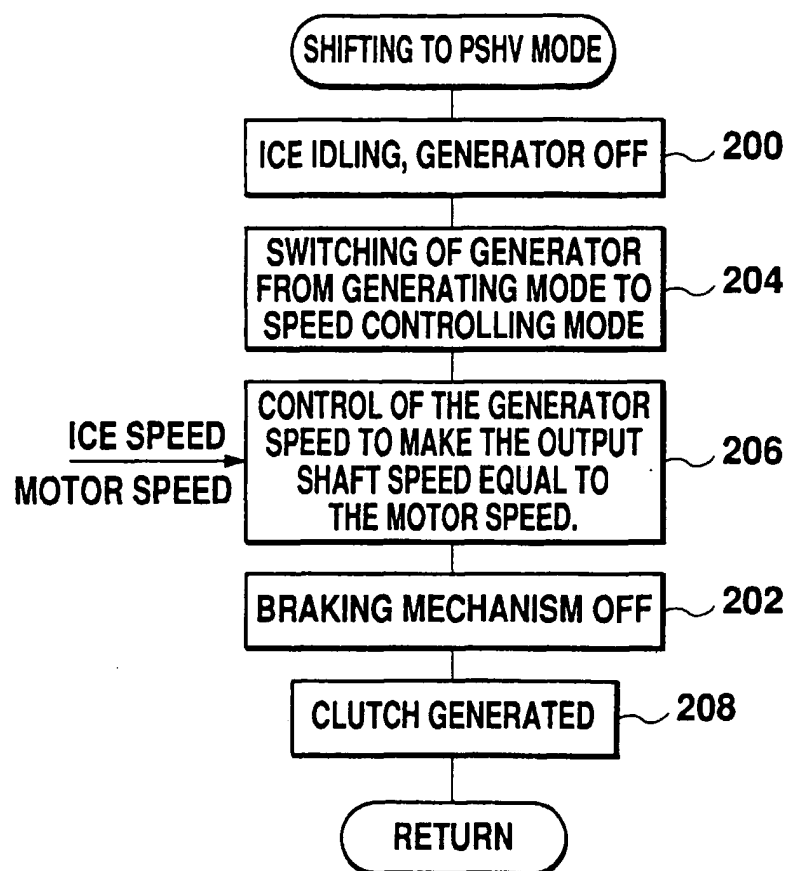 SHIFTING TO PSHV MODE
ICE IDLING, GENERATOR OFF
200
SWITCHING OF GENERATOR
FROM GENERATING MODE TO
SPEED CONTROLLING MODE
204
ICE SPEED
MOTOR SPEED
CONTROL OF THE GENERATOR
SPEED TO MAKE THE OUTPUT
SHAFT SPEED EQUAL TO
THE MOTOR SPEED.
206
BRAKING MECHANISM OFF
202
CLUTCH GENERATED
208
RETURN